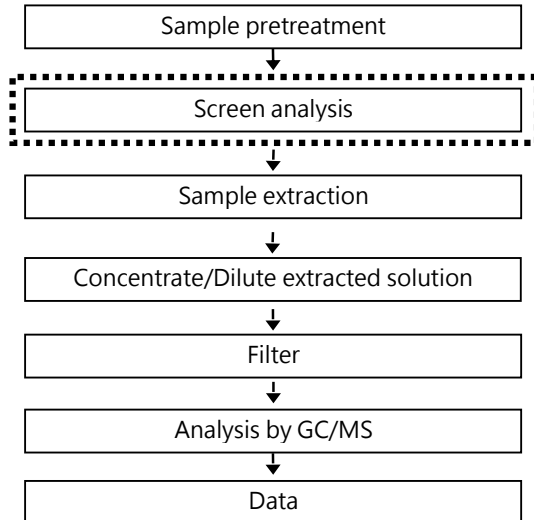 Sample pretreatment
Screen analysis
Sample extraction
Concentrate/Dilute extracted solution
Filter
Analysis by GC/MS
Data